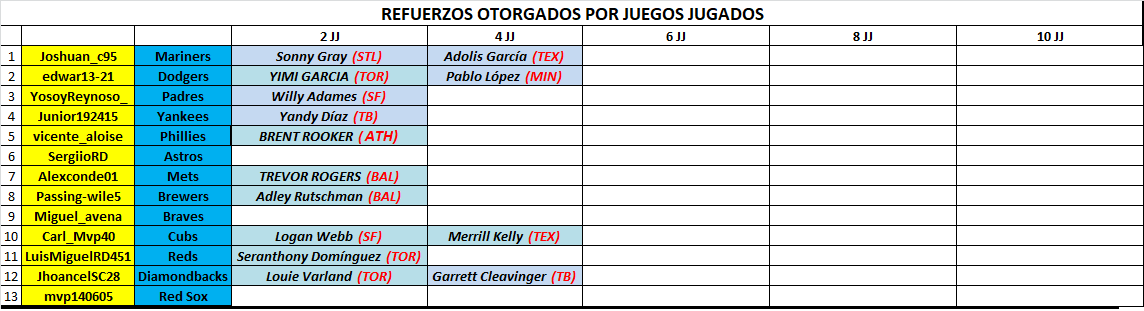 REFUERZOS OTORGADOS POR JUEGOS JUGADOS
2 JJ 4 JJ 6 JJ 8 JJ 10 JJ
1 Joshuan_c95 Mariners Sonny Gray (STL) Adolis García (TEX)
2 edwar13-21 Dodgers YIMI GARCIA (TOR) Pablo López (MIN)
3 YosoyReynoso_ Padres Willy Adames (SF)
4 Junior192415 Yankees Yandy Díaz (TB)
5 vicente_aloise Phillies BRENT ROOKER (ATH)
6 SergiioRD Astros
7 Alexconde01 Mets TREVOR ROGERS (BAL)
8 Passing-wile5 Brewers Adley Rutschman (BAL)
9 Miguel_avena Braves
10 Carl_Mvp40 Cubs Logan Webb (SF) Merrill Kelly (TEX)
11 LuisMiguelRD451 Reds Seranthony Domínguez (TOR)
12 JhoancelSC28 Diamondbacks Louie Varland (TOR) Garrett Cleavinger (TB)
13 mvp140605 Red Sox